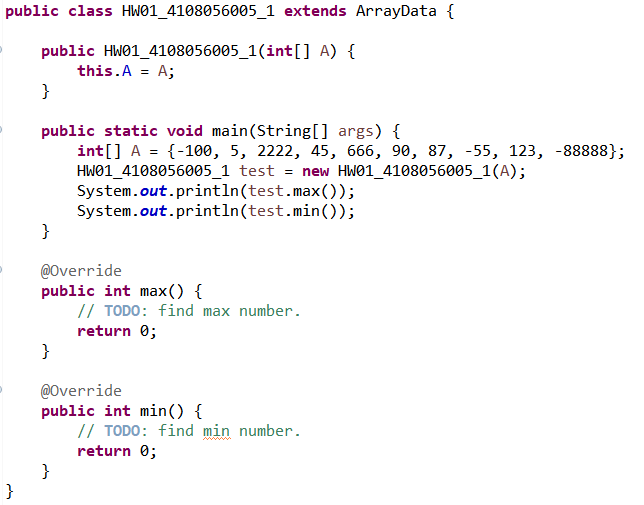 public class HW01_4108056005_1 extends ArrayData {
public HW01_4108056005_1(int[] A) {
this.A = A;
}
public static void main(String[] args) {
int[] A = {-100, 5, 2222, 45, 666, 90, 87, -55, 123, -88888};
HW01_4108056005_1 test = new HW01_4108056005_1(A);
System.out.println(test.max());
System.out.println(test.min());
}
@Override
public int max() {
// TODO: find max number.
return 0;
}
@Override
public int min() {
// TODO: find min number.
return 0;
}
}